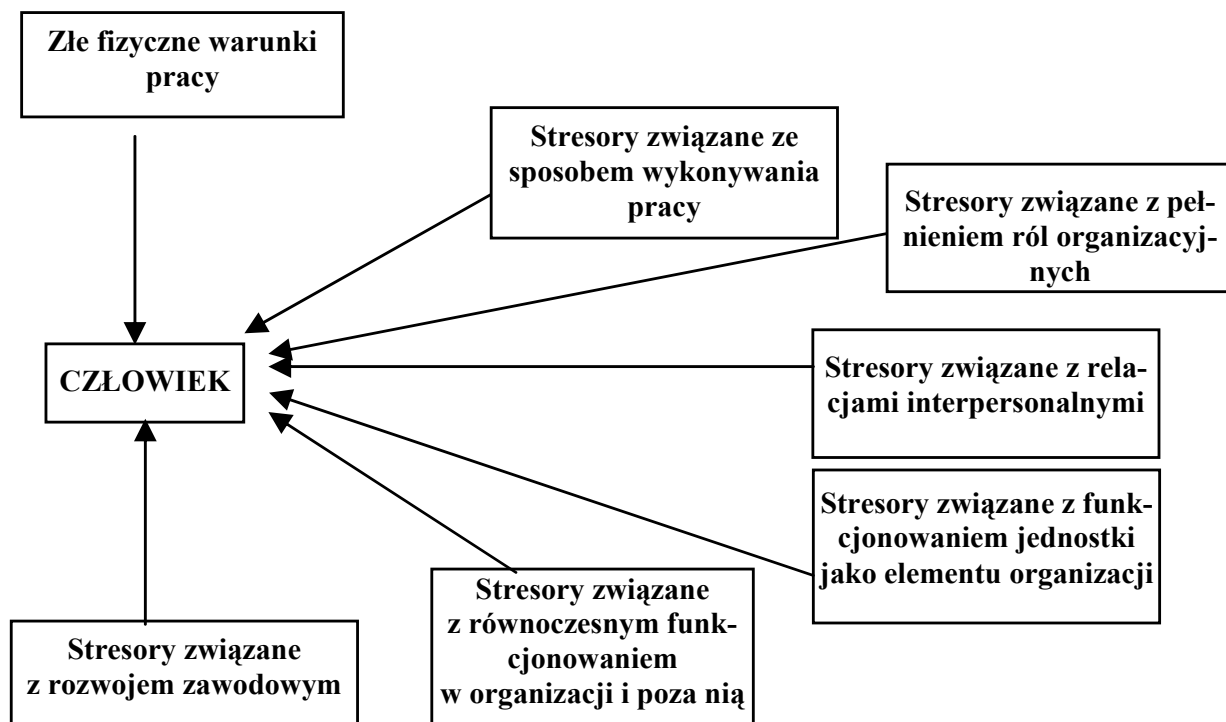 Złe fizyczne warunki
pracy
Stresory związane ze
sposobem wykonywania
pracy
Stresory związane z peł-
nieniem ról organizacyj-
nych
CZŁOWIEK
Stresory związane z rela-
cjami interpersonalnymi
Stresory związane z funk-
cjonowaniem jednostki
jako elementu organizacji
Stresory związane
z równoczesnym funk-
cjonowaniem
w organizacji i poza nią
Stresory związane
z rozwojem zawodowym